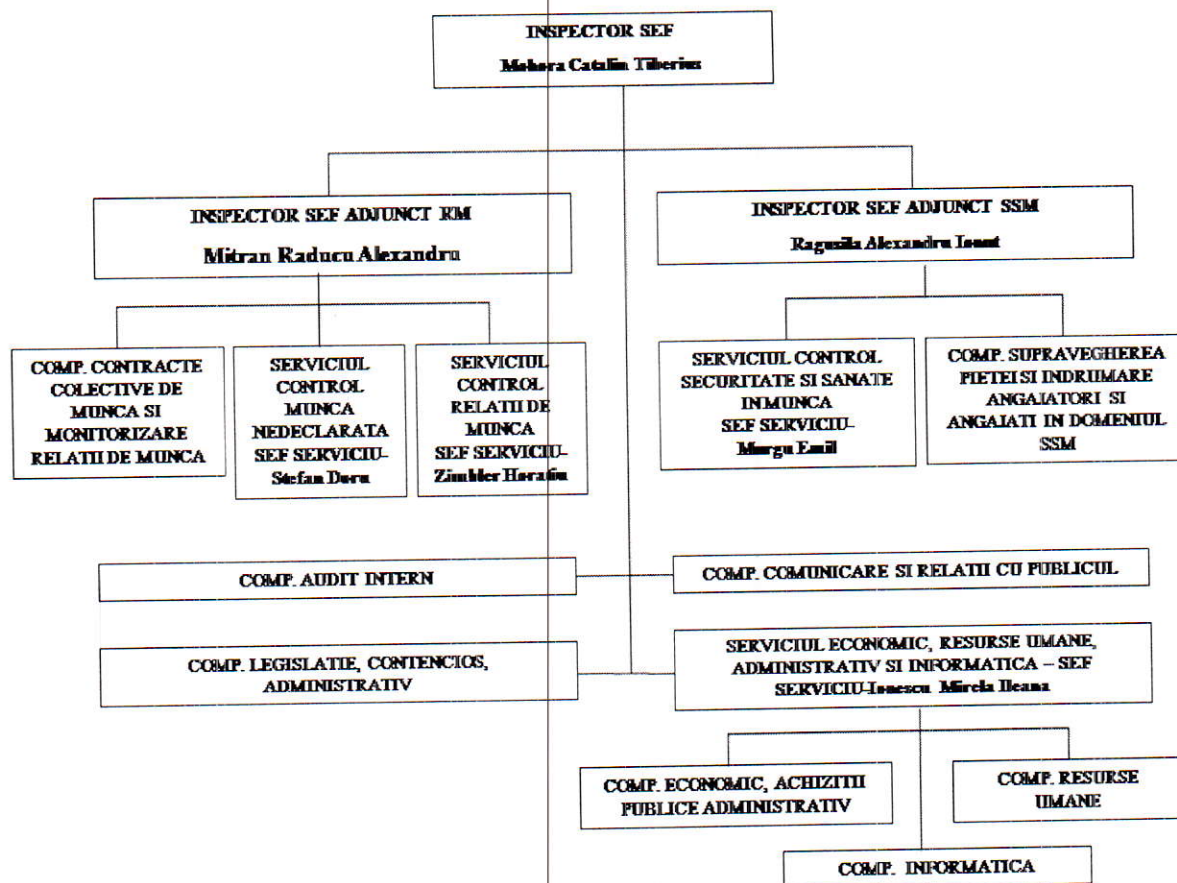 INSPECTOR SEF
Mohora Catalin Tiberius
INSPECTOR SEF ADJUNCT RM
Mitran Raducu Alexandru
INSPECTOR SEF ADJUNCT SSM
Ragusila Alexandru Ionut
COMP. CONTRACTE
COLECTIVE DE
MUNCA SI
MONITORIZARE
RELATII DE MUNCA
SERVICIUL
CONTROL
MUNCA
NEDECLARATA
SEF SERVICIU-
Stefan Doru
SERVICIUL
CONTROL
RELATII DE
MUNCA
SEF SERVICIU-
Zimbler Horatiu
SERVICIUL CONTROL
SECURITATE SI SANATE
IN MUNCA
SEF SERVICIU-
Murgu Emil
COMP. SUPRAVEGHEREA
PIETEI SI INDRUMARE
ANGAJATORI SI
ANGAJATI IN DOMENIUL
SSM
COMP. AUDIT INTERN
COMP. COMUNICARE SI RELATII CU PUBLICUL
COMP. LEGISLATIE, CONTENCIOS,
ADMINISTRATIV
SERVICIUL ECONOMIC, RESURSE UMANE,
ADMINISTRATIV SI INFORMATICA – SEF
SERVICIU-Ionescu Mirela Ileana
COMP. ECONOMIC, ACHIZITII
PUBLICE ADMINISTRATIV
COMP. RESURSE
UMANE
COMP. INFORMATICA